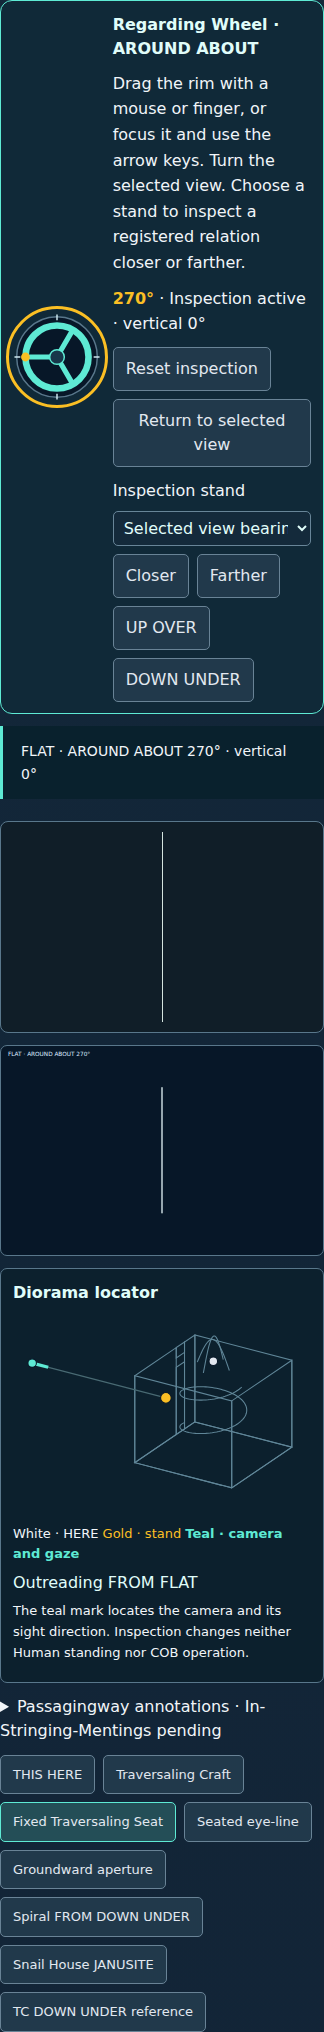 Regarding Wheel ·
AROUND ABOUT
Drag the rim with a
mouse or finger, or
focus it and use the
arrow keys. Turn the
selected view. Choose a
stand to inspect a
registered relation
closer or farther.
270° · Inspection active
· vertical 0°
Reset inspection
Return to selected
view
Inspection stand
Selected view bearin
Closer Farther
UP OVER
DOWN UNDER
FLAT · AROUND ABOUT 270° · vertical
0°
FLAT · AROUND ABOUT 270°
Diorama locator
White · HERE Gold · stand Teal · camera
and gaze
Outreading FROM FLAT
The teal mark locates the camera and its
sight direction. Inspection changes neither
Human standing nor COB operation.
Passagingway annotations · In-
Stringing-Mentings pending
THIS HERE Traversaling Craft
Fixed Traversaling Seat Seated eye-line
Groundward aperture
Spiral FROM DOWN UNDER
Snail House JANUSITE
TC DOWN UNDER reference